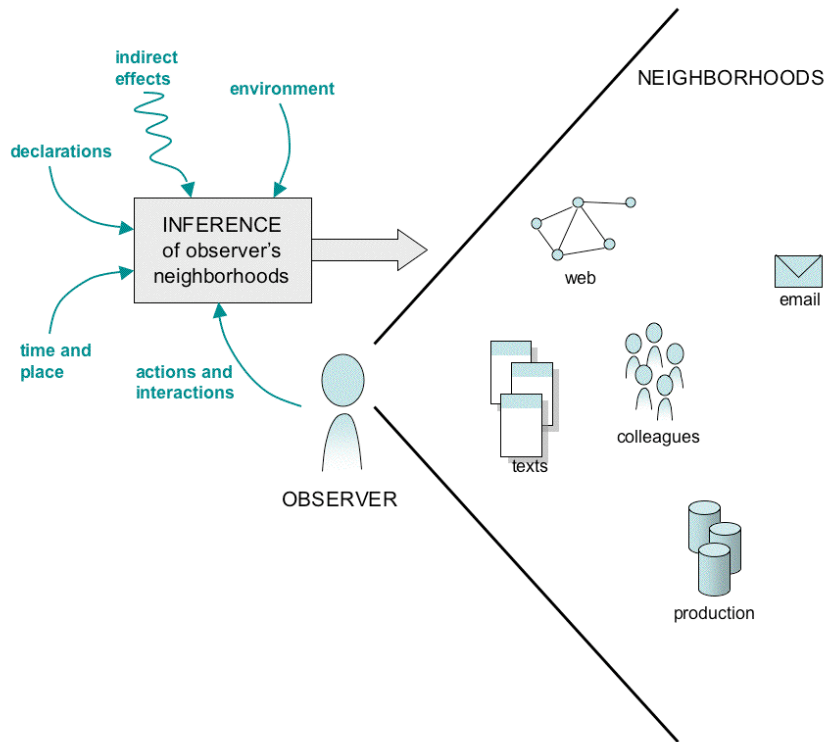 indirect
effects
environment
NEIGHBORHOODS
declarations
INFERENCE
of observer's
neighborhoods
web
email
time and
place
actions and
interactions
colleagues
texts
OBSERVER
production